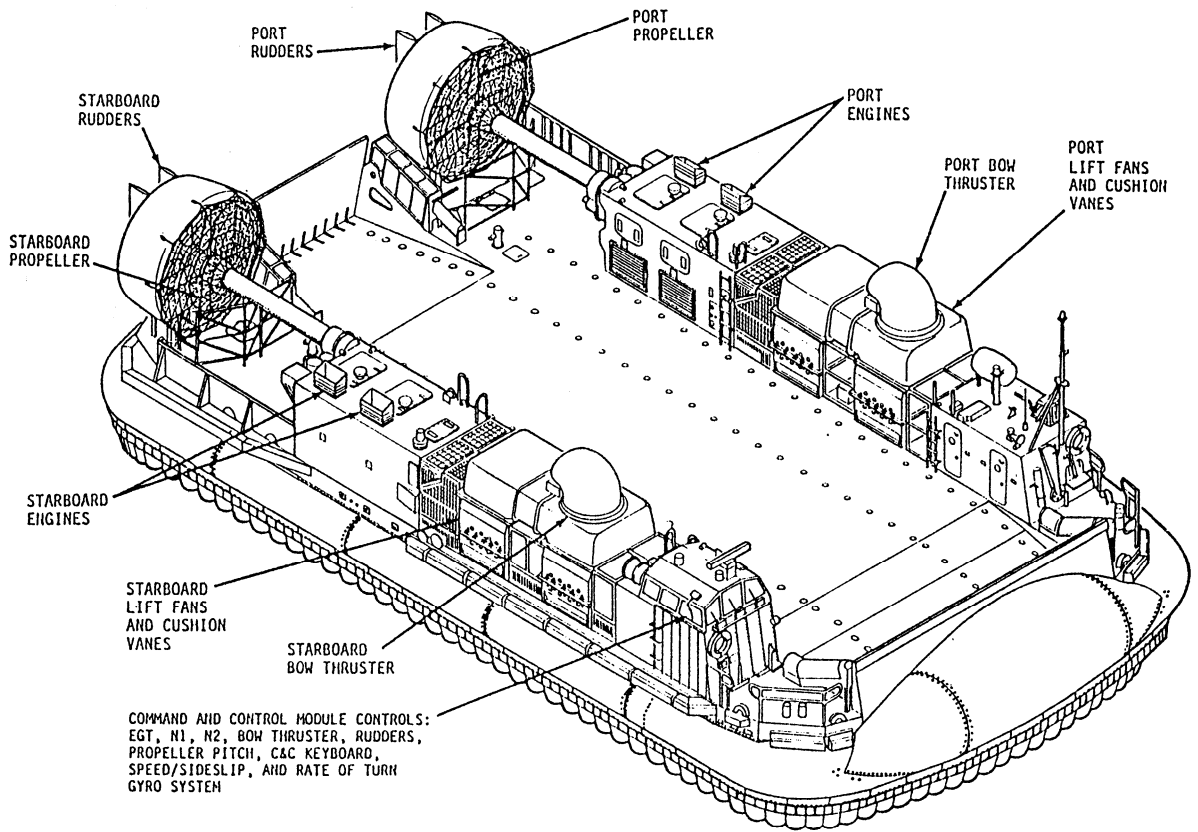 PORT
RUDDERS
PORT
PROPELLER
STARBOARD
RUDDERS
PORT
ENGINES
PORT BOW
THRUSTER
PORT
LIFT FANS
AND CUSHION
VANES
STARBOARD
PROPELLER
STARBOARD
ENGINES
STARBOARD
LIFT FANS
AND CUSHION
VANES
STARBOARD
BOW THRUSTER
COMMAND AND CONTROL MODULE CONTROLS:
EGT, N1, N2, BOW THRUSTER, RUDDERS,
PROPELLER PITCH, C&C KEYBOARD,
SPEED/SIDESLIP, AND RATE OF TURN
GYRO SYSTEM